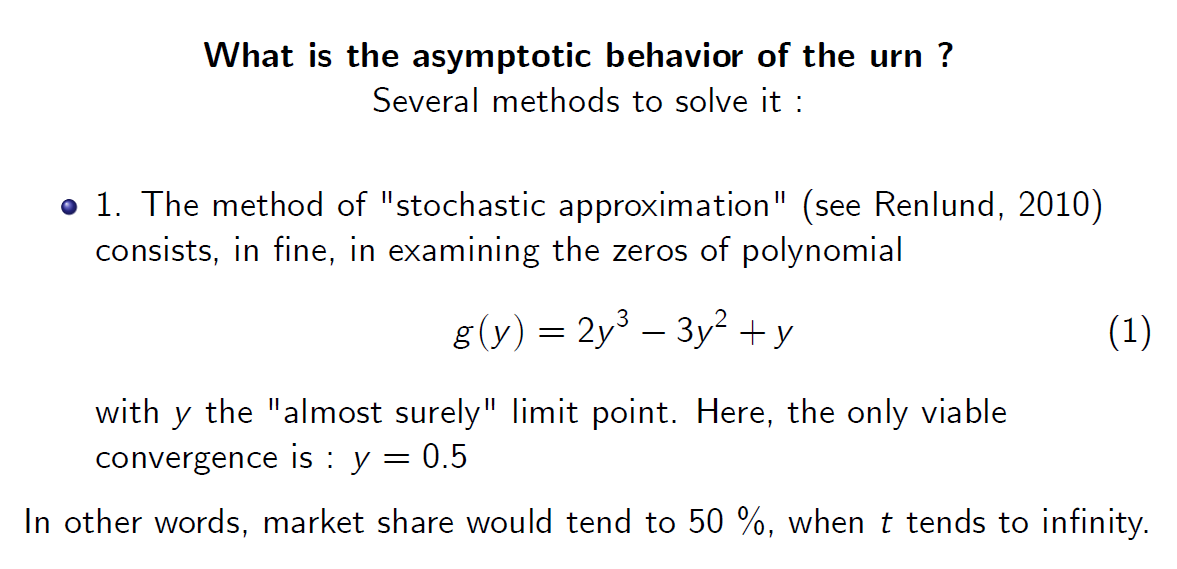 What is the asymptotic behavior of the urn ?
Several methods to solve it :
1. The method of "stochastic approximation" (see Renlund, 2010)
consists, in fine, in examining the zeros of polynomial
g(y) = 2y³ − 3y² + y (1)
with y the "almost surely" limit point. Here, the only viable
convergence is : y = 0.5
In other words, market share would tend to 50 %, when t tends to infinity.